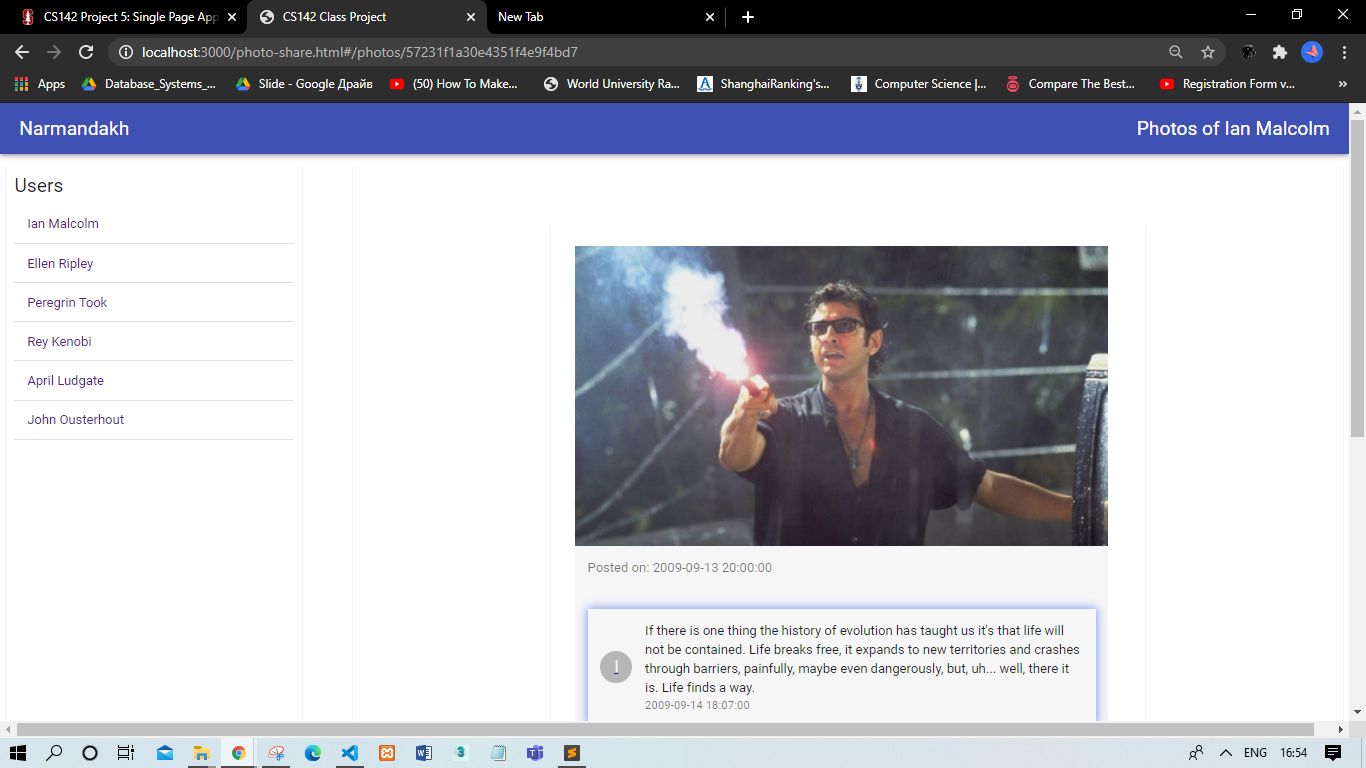 CS142 Project 5: Single Page App
CS142 Class Project
New Tab
localhost:3000/photo-share.html#/photos/57231f1a30e4351f4e9f4bd7
Apps
Database_Systems_...
Slide - Google Драйв
(50) How To Make...
World University Ra...
ShanghaiRanking's...
Computer Science |...
Compare The Best...
Registration Form v...
»
Narmandakh
Photos of Ian Malcolm
Users
Ian Malcolm
Ellen Ripley
Peregrin Took
Rey Kenobi
April Ludgate
John Ousterhout
Posted on: 2009-09-13 20:00:00
I
If there is one thing the history of evolution has taught us it's that life will
not be contained. Life breaks free, it expands to new territories and crashes
through barriers, painfully, maybe even dangerously, but, uh... well, there it
is. Life finds a way.
2009-09-14 18:07:00
ENG
16:54